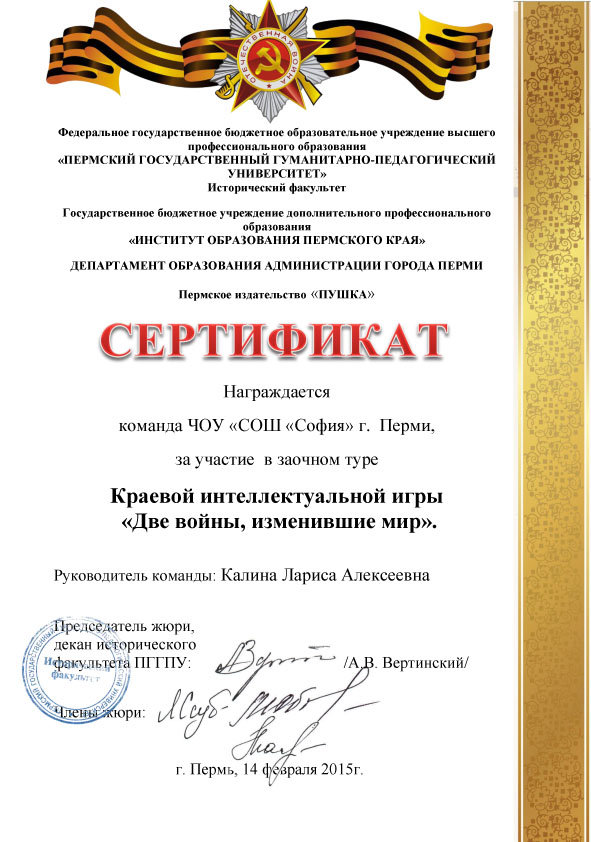 ОТЕЧЕСТВЕННАЯ ВОЙНА
Федеральное государственное бюджетное образовательное учреждение высшего
профессионального образования
«ПЕРМСКИЙ ГОСУДАРСТВЕННЫЙ ГУМАНИТАРНО-ПЕДАГОГИЧЕСКИЙ
УНИВЕРСИТЕТ»
Исторический факультет
Государственное бюджетное учреждение дополнительного профессионального
образования
«ИНСТИТУТ ОБРАЗОВАНИЯ ПЕРМСКОГО КРАЯ»
ДЕПАРТАМЕНТ ОБРАЗОВАНИЯ АДМИНИСТРАЦИИ ГОРОДА ПЕРМИ
Пермское издательство «ПУШКА»
СЕРТИФИКАТ
Награждается
команда ЧОУ «СОШ «София» г. Перми,
за участие в заочном туре
Краевой интеллектуальной игры
«Две войны, изменившие мир».
Руководитель команды: Калина Лариса Алексеевна
Председатель жюри,
декан исторического
факультета ПГГПУ: /А.В. Вертинский/
Члены жюри:
г. Пермь, 14 февраля 2015г.